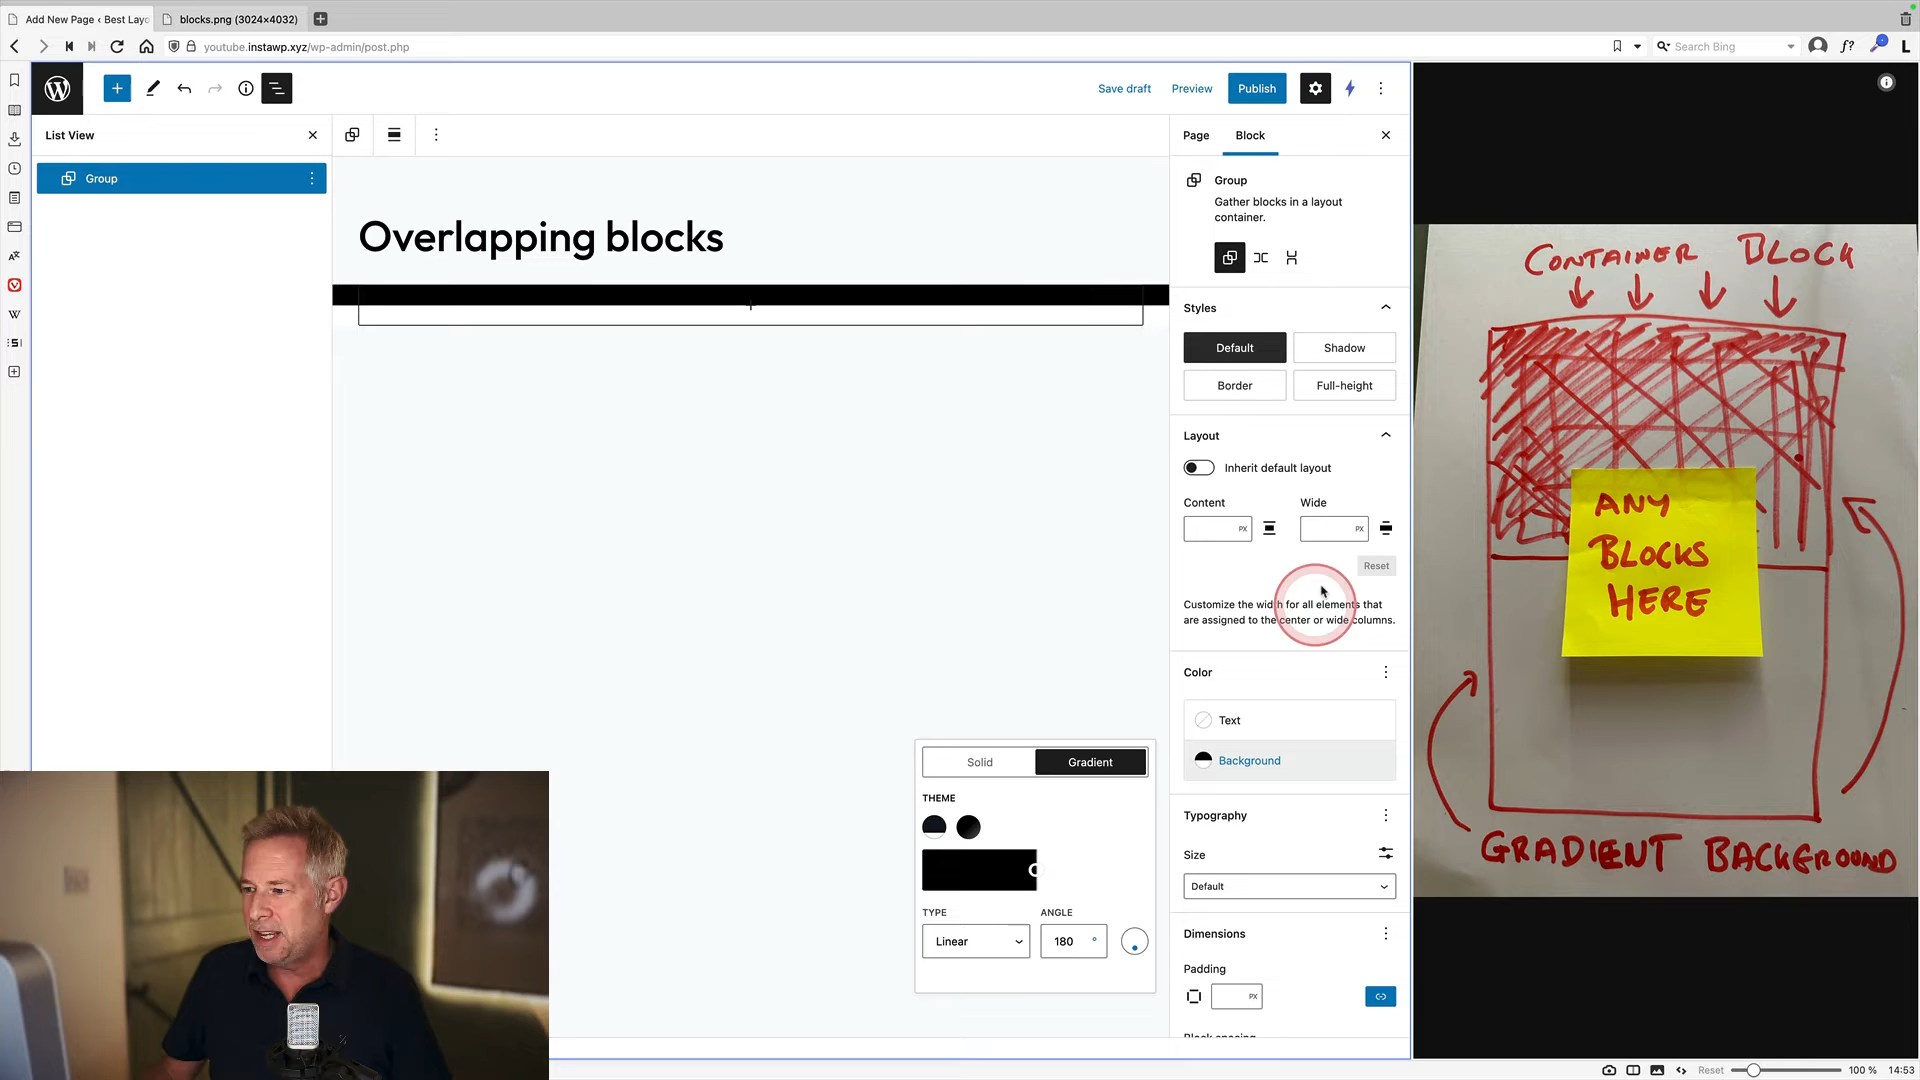 Add New Page ‹ Best Layo
blocks.png (3024×4032)
youtube.instawp.xyz/wp-admin/post.php
Search Bing
f?
L
Save draft
Preview
Publish
List View
Page
Block
Group
Group
Gather blocks in a layout
container.
Overlapping blocks
Styles
Default
Shadow
Border
Full-height
Layout
Inherit default layout
Content
Wide
PX
PX
Reset
Customize the width for all elements that
are assigned to the center or wide columns.
Color
Text
Background
Solid
Gradient
THEME
TYPE
ANGLE
Linear
180 °
Typography
Size
Default
Dimensions
Padding
PX
Block spacing
CONTAINER BLOCK
ANY
BLOCKS
HERE
GRADIENT BACKGROUND
Reset
100 %
14:53